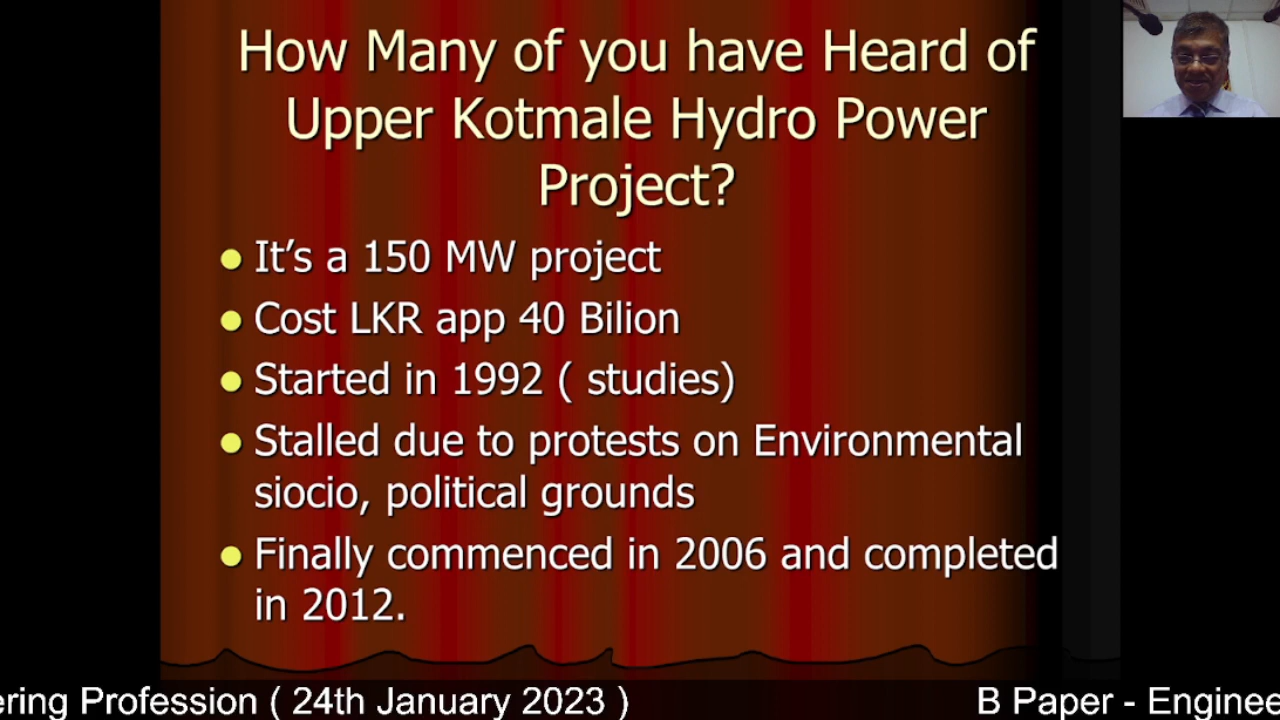 How Many of you have Heard of
Upper Kotmale Hydro Power
Project?
It's a 150 MW project
Cost LKR app 40 Bilion
Started in 1992 ( studies)
Stalled due to protests on Environmental
siocio, political grounds
Finally commenced in 2006 and completed
in 2012.
ering Profession ( 24th January 2023 ) B Paper - Enginee